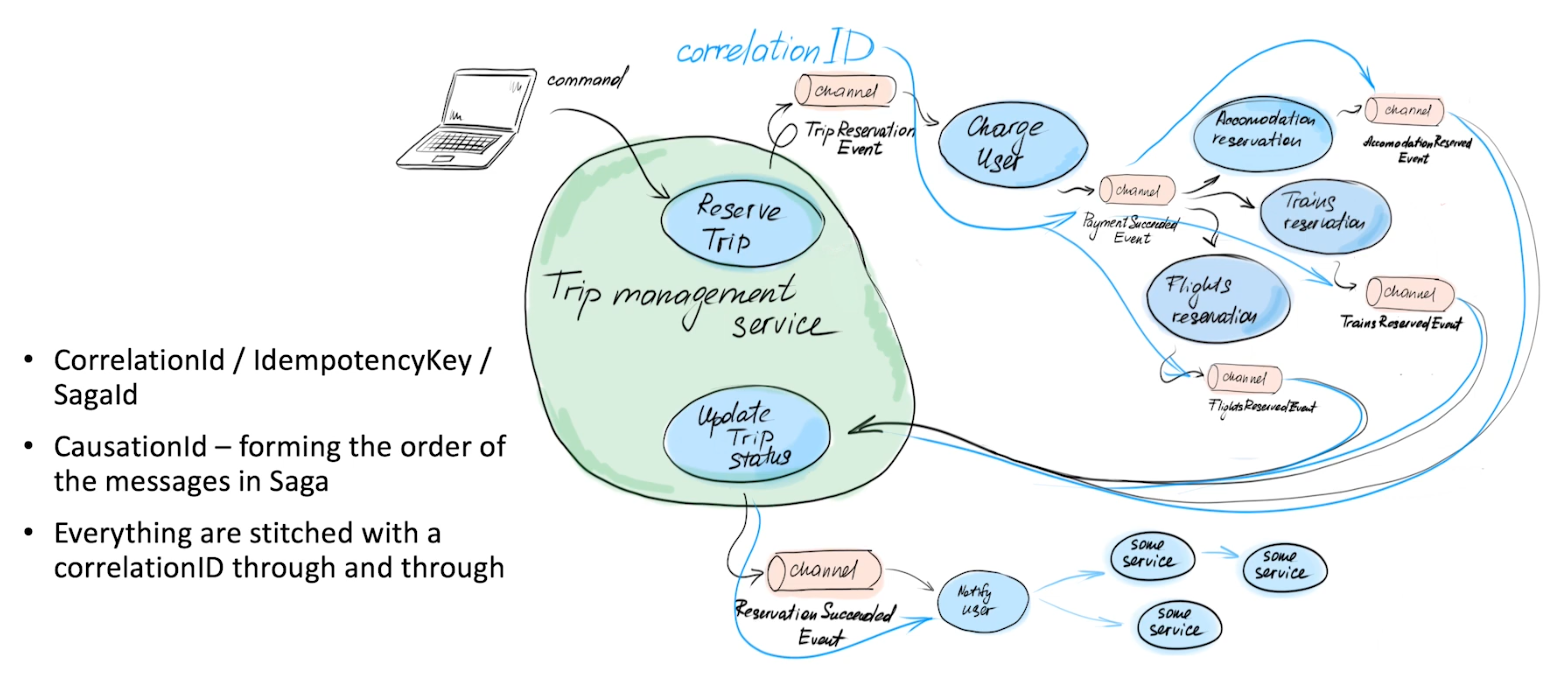 correlationID
command
channel
Trip Reservation
Event
Charge
User
Accomodation
reservation
channel
Accomodation Reserved
Event
channel
Payment Succended
Event
Trains
reservation
channel
Trains Reserved Event
Flights
reservation
channel
Flights Reserved Event
Reserve
Trip
Trip management
service
Update
Trip
Status
• CorrelationId / IdempotencyKey /
SagaId
• CausationId – forming the order of
the messages in Saga
• Everything are stitched with a
correlationID through and through
channel
Reservation Succended
Event
Notify
user
some
service
some
service
some
service